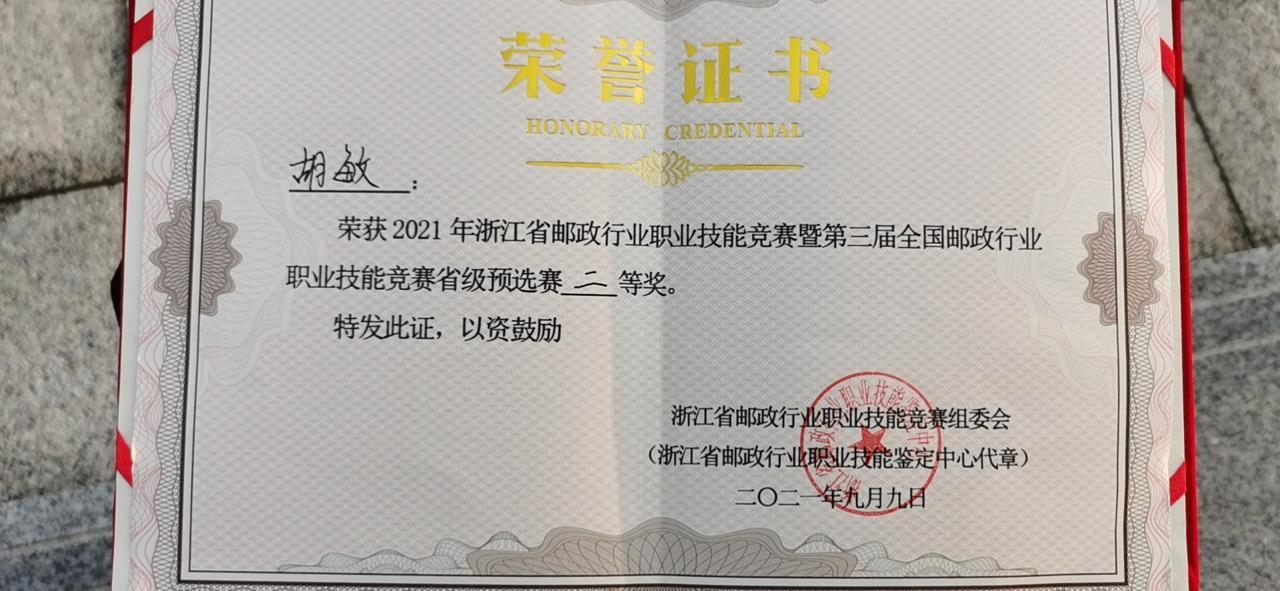 荣誉证书
HONORARY CREDENTIAL
胡敏：
荣获2021年浙江省邮政行业职业技能竞赛暨第三届全国邮政行业
职业技能竞赛省级预选赛二等奖。
特发此证，以资鼓励
浙江省邮政行业职业技能竞赛组委会
（浙江省邮政行业职业技能鉴定中心代章）
二〇二一年九月九日